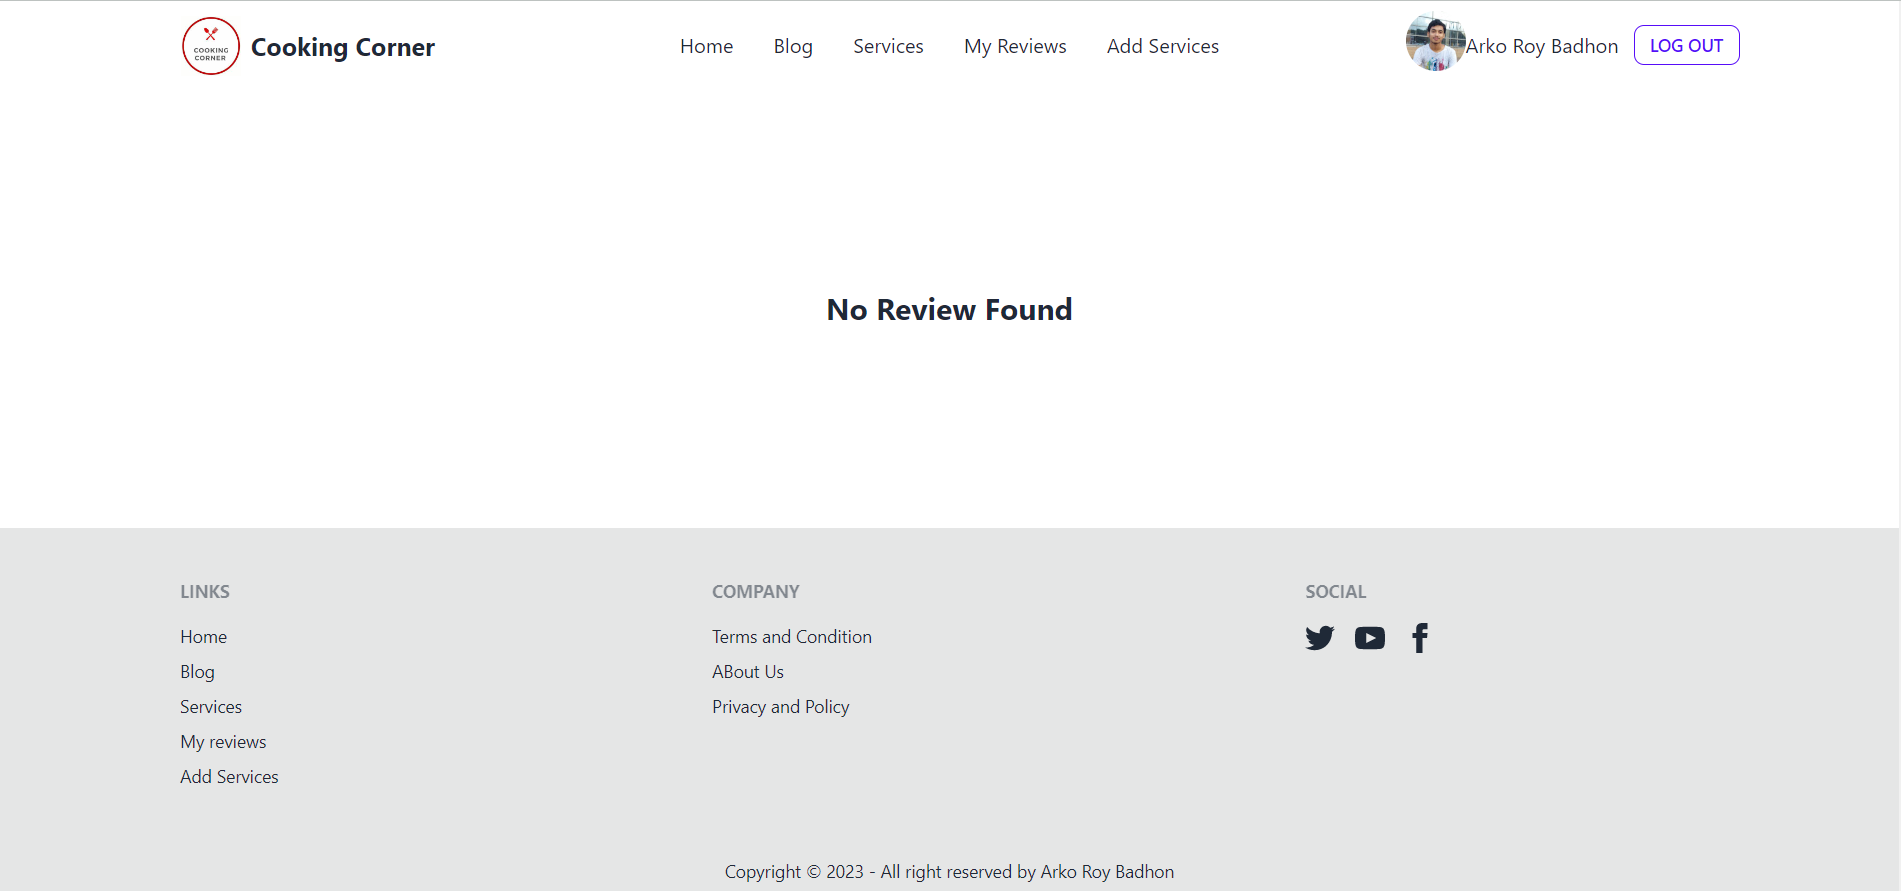 COOKING
CORNER
Cooking Corner
Home Blog Services My Reviews Add Services
Arko Roy Badhon
LOG OUT
No Review Found
LINKS
Home
Blog
Services
My reviews
Add Services
COMPANY
Terms and Condition
ABout Us
Privacy and Policy
SOCIAL
Copyright © 2023 - All right reserved by Arko Roy Badhon